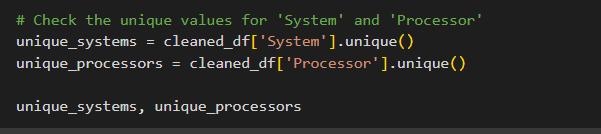 # Check the unique values for 'System' and 'Processor'
unique_systems = cleaned_df['System'].unique()
unique_processors = cleaned_df['Processor'].unique()
unique_systems, unique_processors